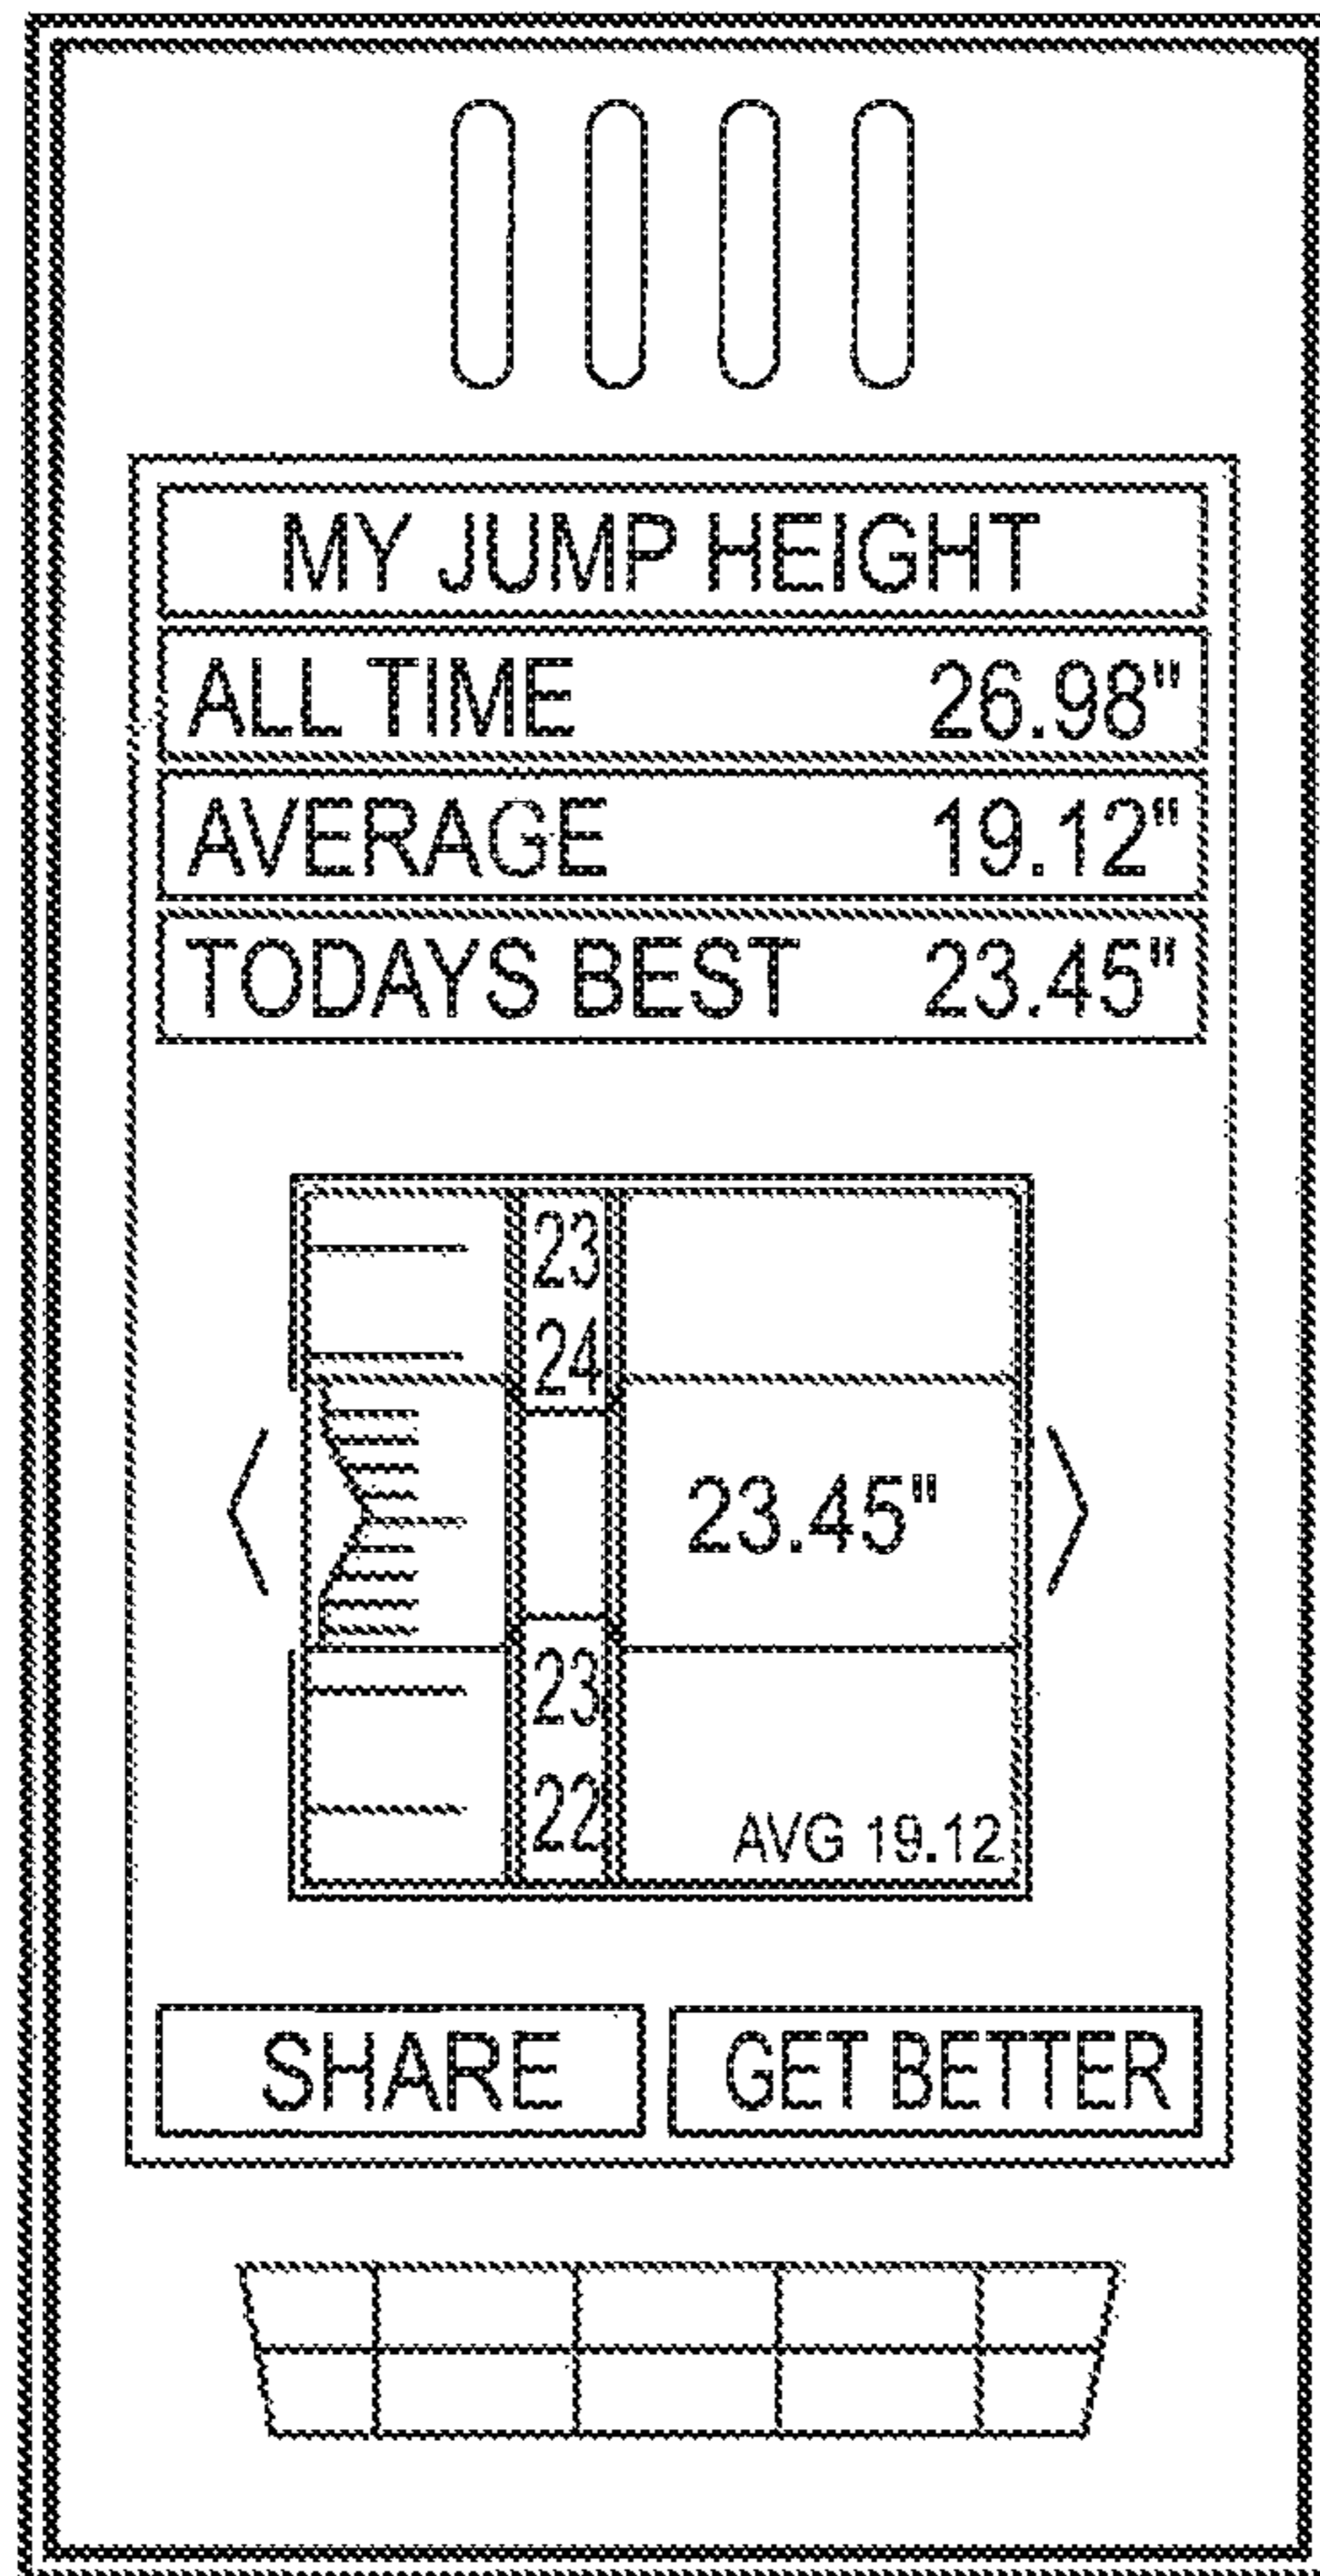 MY JUMP HEIGHT
ALL TIME 26.98"
AVERAGE 19.12"
TODAYS BEST 23.45"
23
24
23.45"
23
22
AVG 19.12
SHARE GET BETTER